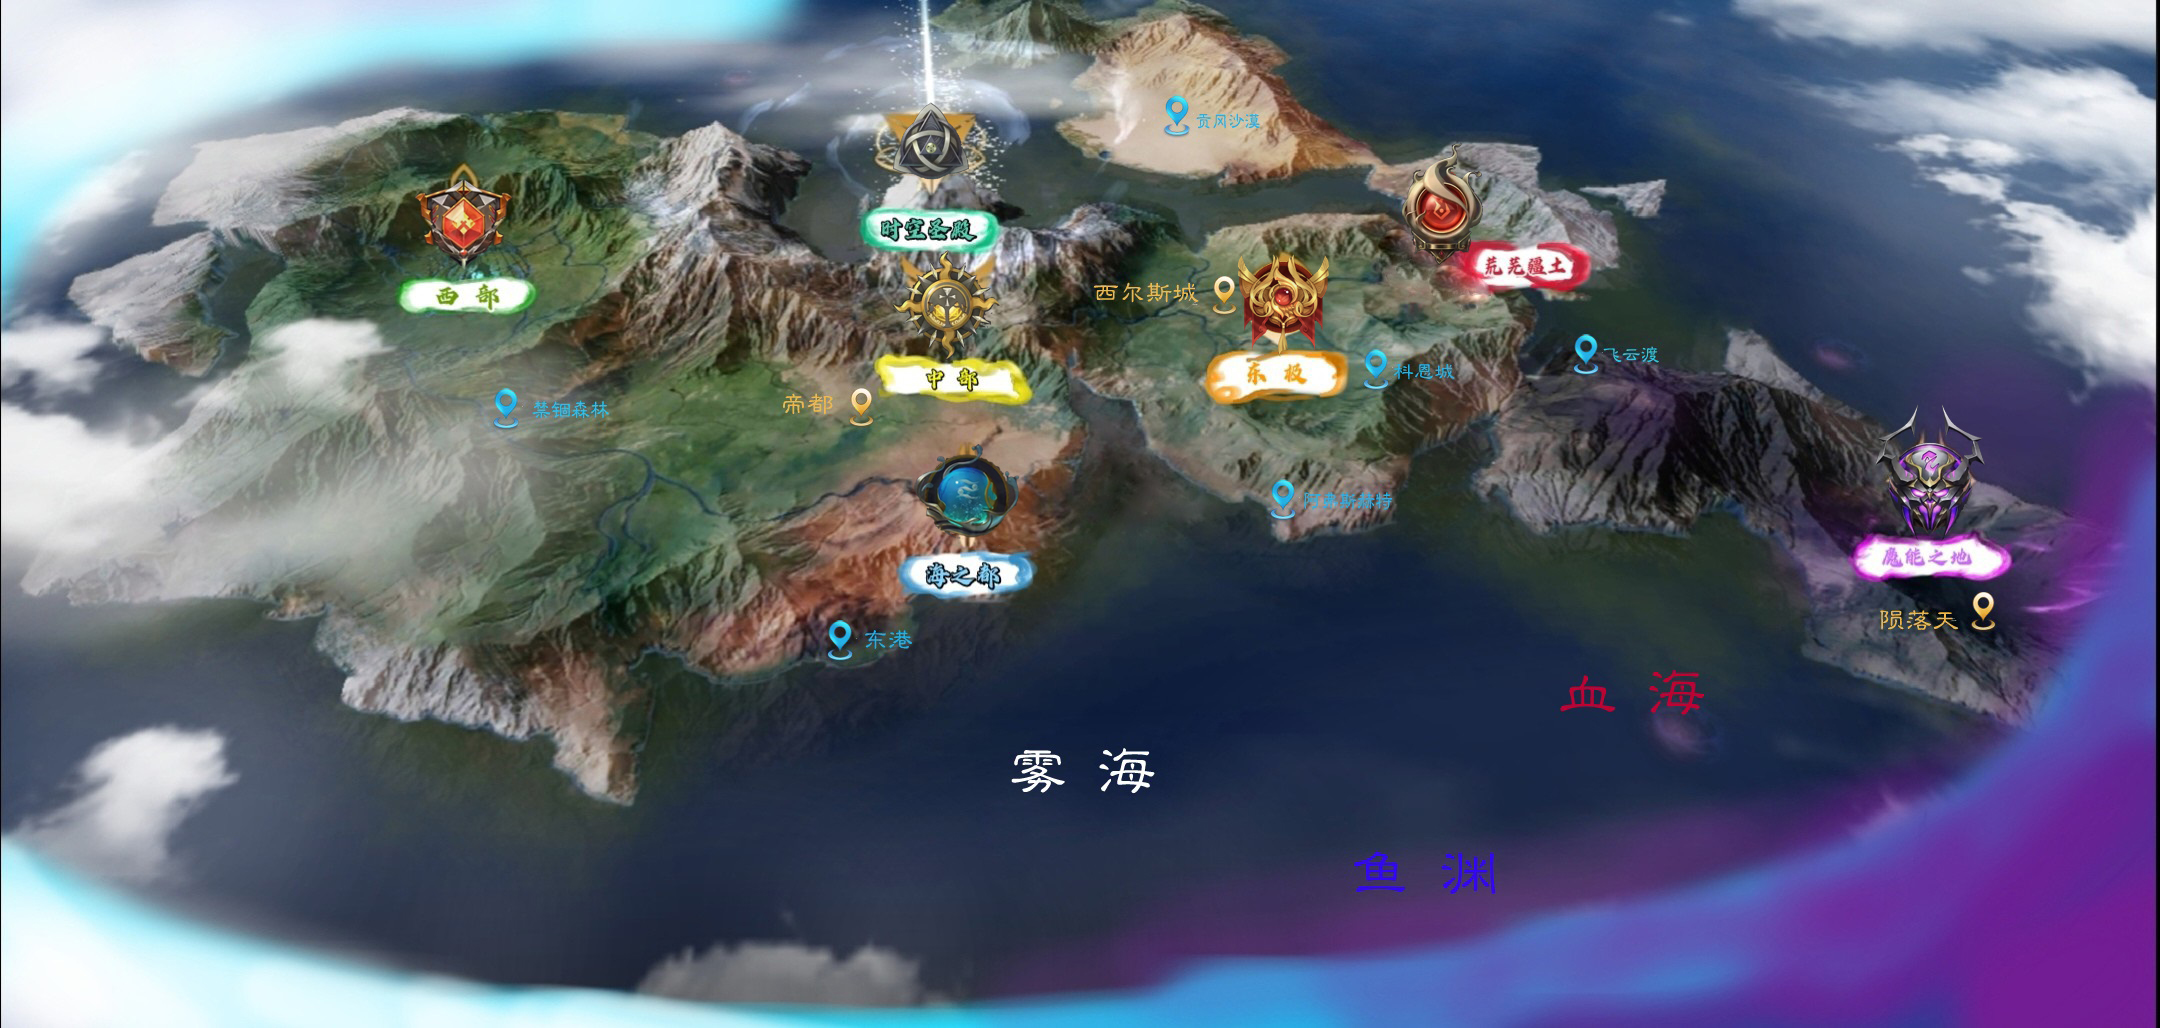 贡风沙漠
时空圣殿
荒芜疆土
西部
西尔斯城
飞云渡
中部
东极
科恩城
帝都
禁锢森林
阿弗斯赫特
魔能之地
海之都
陨落天
东港
血海
雾海
鱼渊